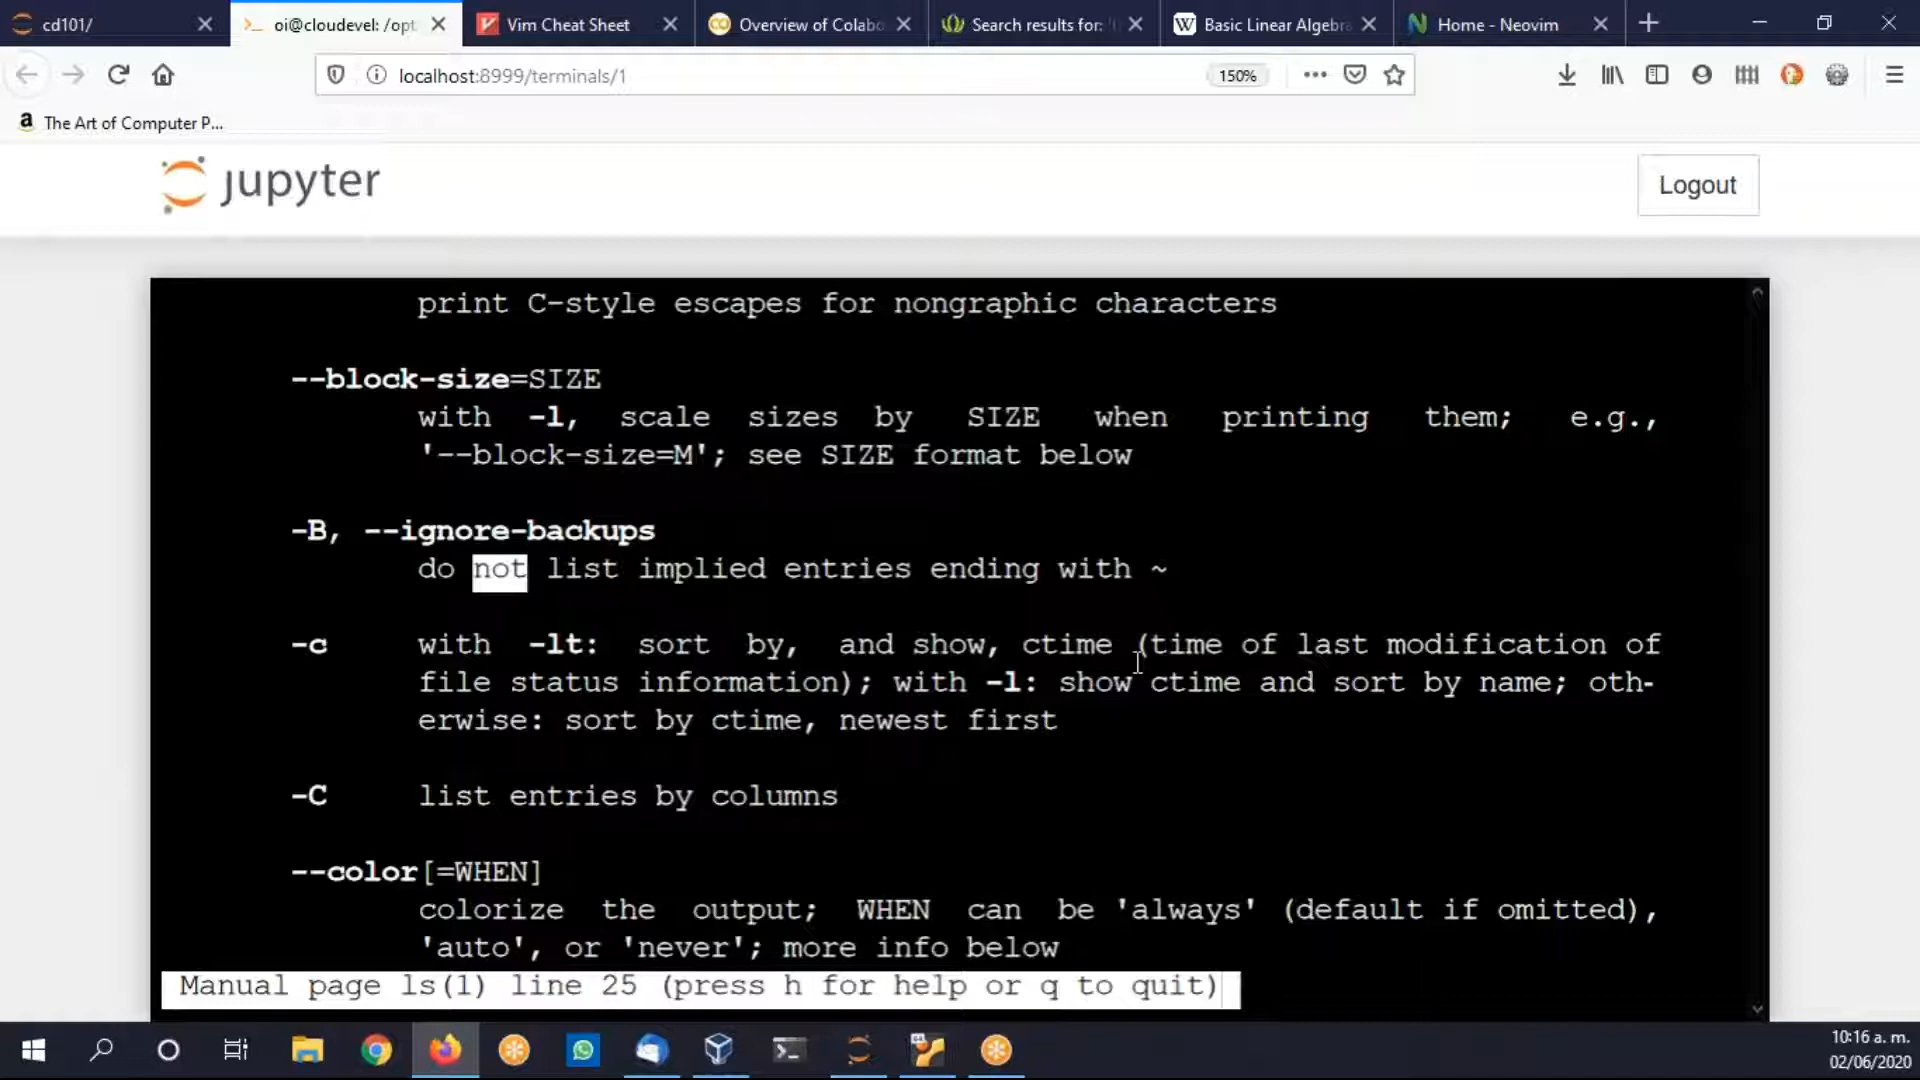 cd101/
oi@cloudevel: /opt
Vim Cheat Sheet
Overview of Colabo
Search results for:
Basic Linear Algebra
Home - Neovim
localhost:8999/terminals/1
150%
The Art of Computer P...
jupyter
Logout
print C-style escapes for nongraphic characters
--block-size=SIZE
with -l, scale sizes by SIZE when printing them; e.g.,
'--block-size=M'; see SIZE format below
-B, --ignore-backups
do not list implied entries ending with ~
-c with -lt: sort by, and show, ctime (time of last modification of
file status information); with -l: show ctime and sort by name; oth-
erwise: sort by ctime, newest first
-C list entries by columns
--color[=WHEN]
colorize the output; WHEN can be 'always' (default if omitted),
'auto', or 'never'; more info below
Manual page ls(1) line 25 (press h for help or q to quit)
10:16 a. m.
02/06/2020